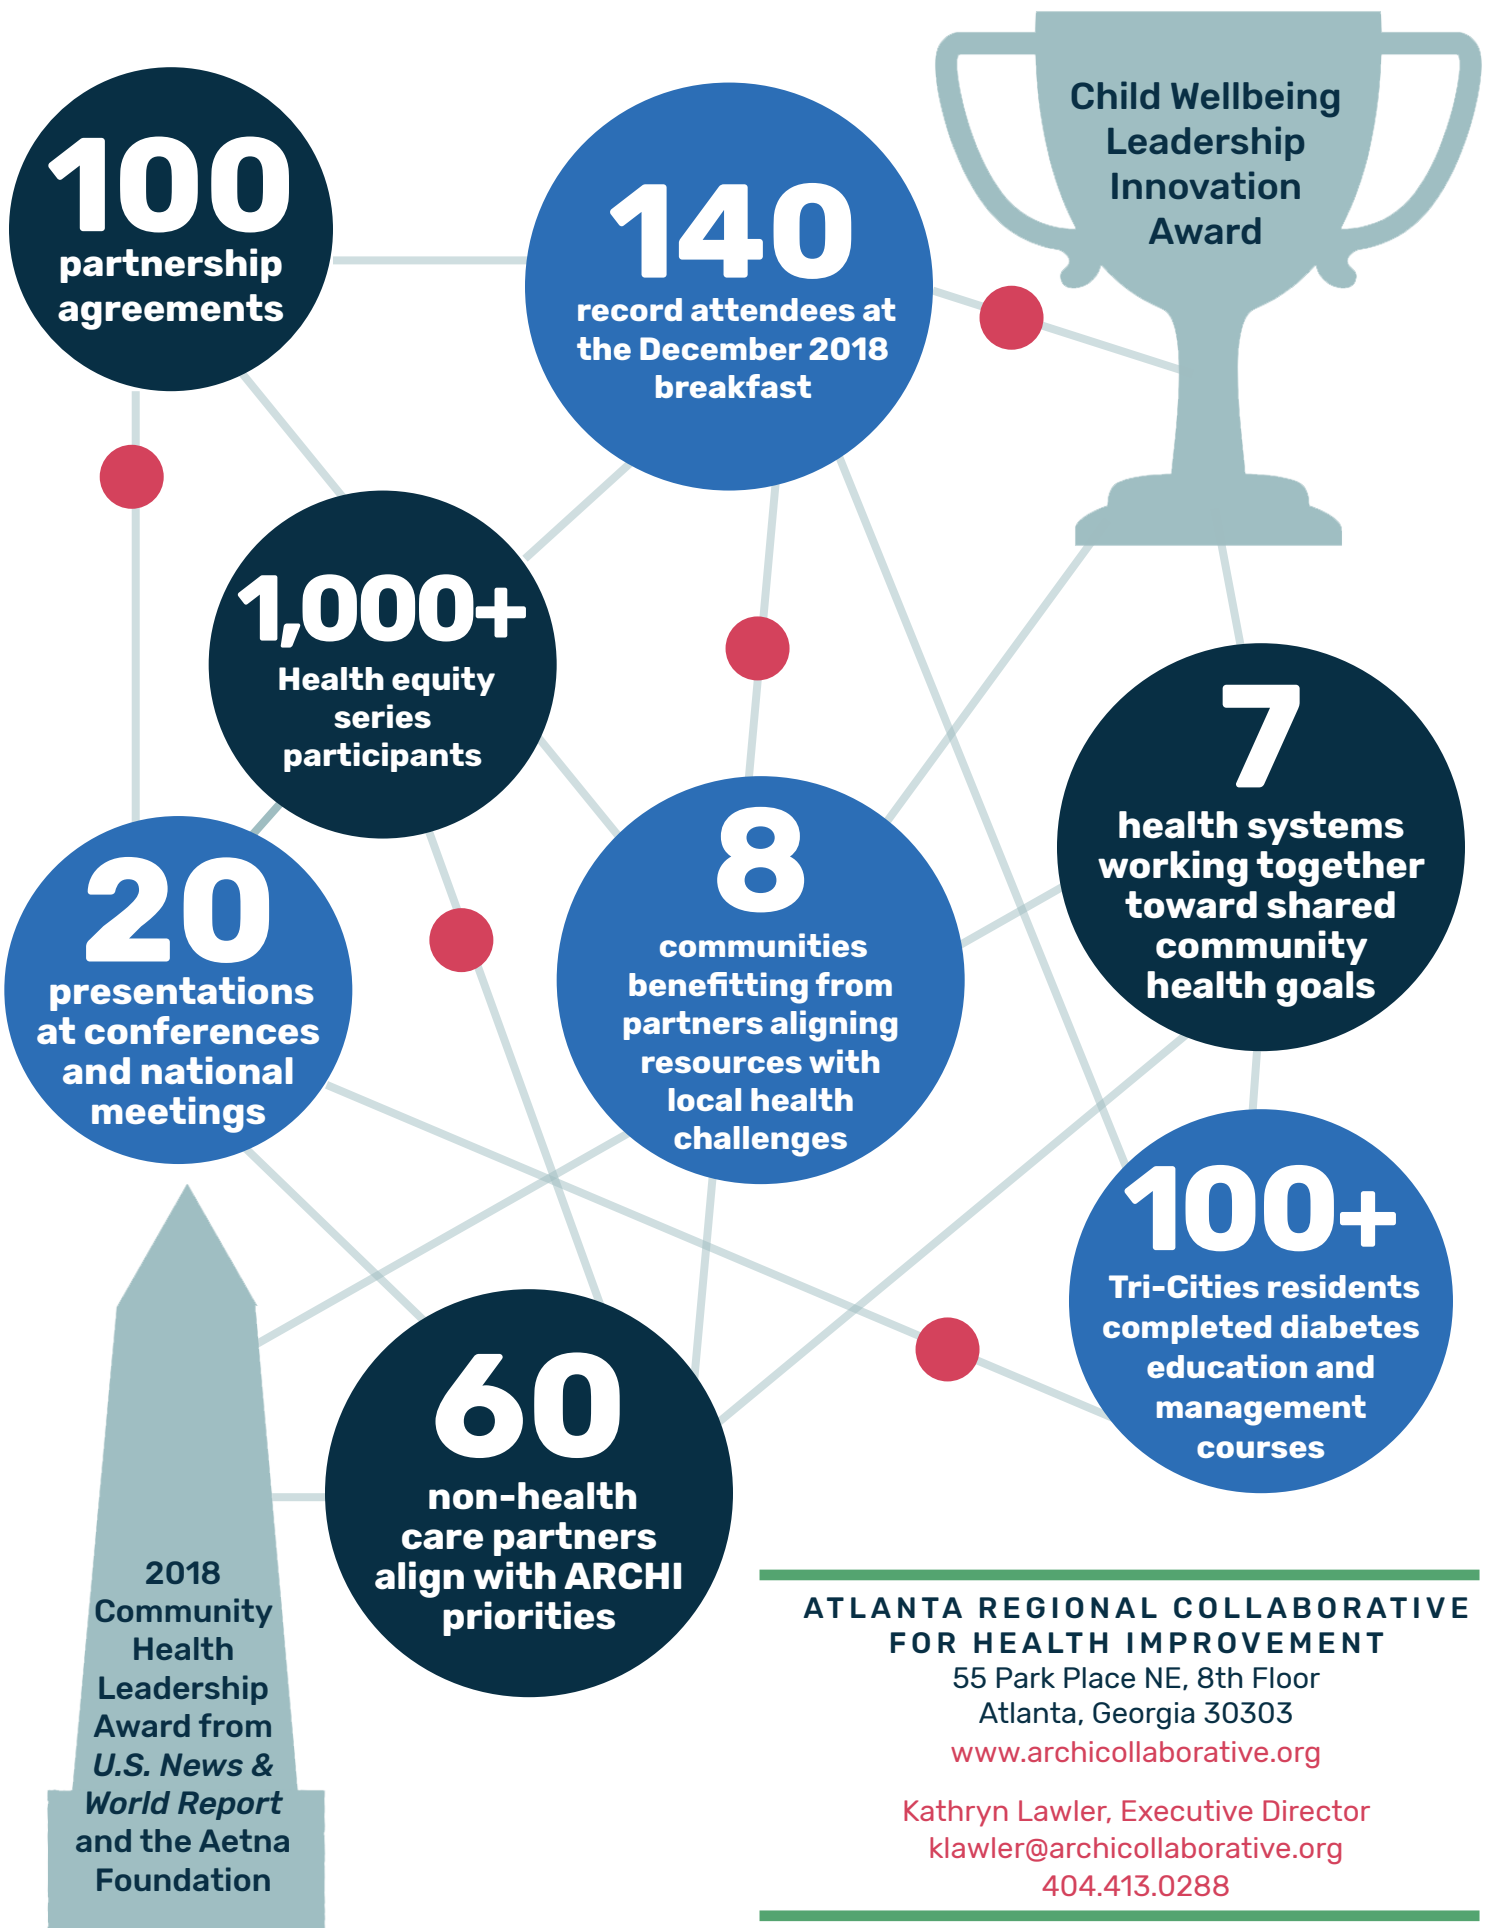 100
partnership
agreements
140
record attendees at
the December 2018
breakfast
Child Wellbeing
Leadership
Innovation
Award
1,000+
Health equity
series
participants
7
health systems
working together
toward shared
community
health goals
20
presentations
at conferences
and national
meetings
8
communities
benefitting from
partners aligning
resources with
local health
challenges
100+
Tri-Cities residents
completed diabetes
education and
management
courses
60
non-health
care partners
align with ARCHI
priorities
2018
Community
Health
Leadership
Award from
U.S. News &
World Report
and the Aetna
Foundation
ATLANTA REGIONAL COLLABORATIVE
FOR HEALTH IMPROVEMENT
55 Park Place NE, 8th Floor
Atlanta, Georgia 30303
www.archicollaborative.org
Kathryn Lawler, Executive Director
klawler@archicollaborative.org
404.413.0288